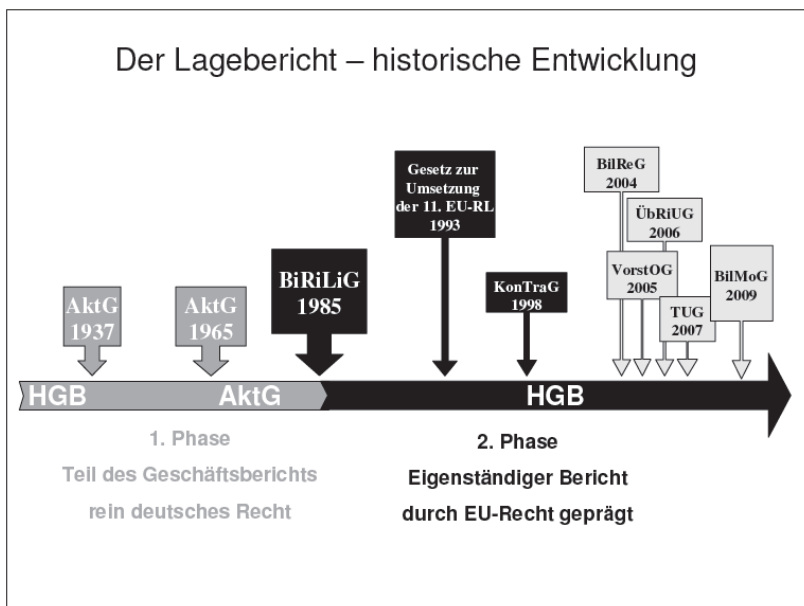 Der Lagebericht – historische Entwicklung
BilReG
2004
Gesetz zur
Umsetzung
der 11. EU-RL
1993
ÜbRiUG
2006
BiRiLiG
1985
VorstOG
2005
BilMoG
2009
KonTraG
1998
AktG
1937
AktG
1965
TUG
2007
HGB
AktG
HGB
1. Phase
Teil des Geschäftsberichts
rein deutsches Recht
2. Phase
Eigenständiger Bericht
durch EU-Recht geprägt